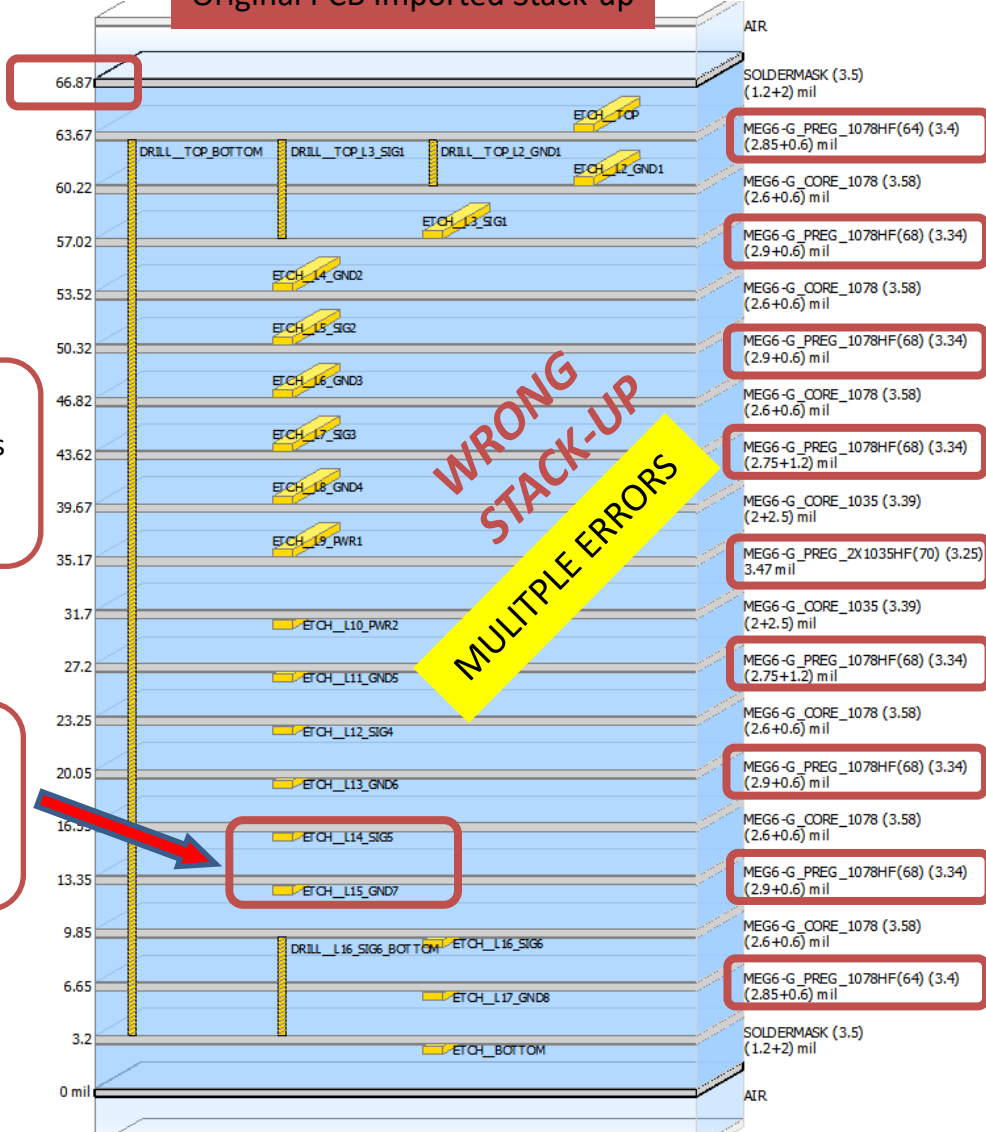 Original PCB Imported Stack-up
AIR
66.87
SOLDERMASK (3.5)
(1.2+2) mil
ETCH__TOP
63.67
MEG6-G_PREG_1078HF(64) (3.4)
(2.85+0.6) mil
DRILL__TOP_BOTTOM
DRILL__TOP_L3_SIG1
DRILL__TOP_L2_GND1
ETCH__L2_GND1
60.22
MEG6-G_CORE_1078 (3.58)
(2.6+0.6) mil
ETCH__L3_SIG1
57.02
MEG6-G_PREG_1078HF(68) (3.34)
(2.9+0.6) mil
ETCH__L4_GND2
53.52
MEG6-G_CORE_1078 (3.58)
(2.6+0.6) mil
ETCH__L5_SIG2
50.32
MEG6-G_PREG_1078HF(68) (3.34)
(2.9+0.6) mil
ETCH__L6_GND3
46.82
MEG6-G_CORE_1078 (3.58)
(2.6+0.6) mil
WRONG
STACK-UP
MULITPLE ERRORS
s
ETCH__L7_SIG3
43.62
MEG6-G_PREG_1078HF(68) (3.34)
(2.75+1.2) mil
ETCH__L8_GND4
39.67
MEG6-G_CORE_1035 (3.39)
(2+2.5) mil
ETCH__L9_PWR1
35.17
MEG6-G_PREG_2X1035HF(70) (3.25)
3.47 mil
31.7
ETCH__L10_PWR2
MEG6-G_CORE_1035 (3.39)
(2+2.5) mil
27.2
ETCH__L11_GND5
MEG6-G_PREG_1078HF(68) (3.34)
(2.75+1.2) mil
23.25
ETCH__L12_SIG4
MEG6-G_CORE_1078 (3.58)
(2.6+0.6) mil
20.05
ETCH__L13_GND6
MEG6-G_PREG_1078HF(68) (3.34)
(2.9+0.6) mil
16.55
ETCH__L14_SIG5
MEG6-G_CORE_1078 (3.58)
(2.6+0.6) mil
13.35
ETCH__L15_GND7
MEG6-G_PREG_1078HF(68) (3.34)
(2.9+0.6) mil
9.85
DRILL__L16_SIG6_BOTTOM
ETCH__L16_SIG6
MEG6-G_CORE_1078 (3.58)
(2.6+0.6) mil
6.65
ETCH__L17_GND8
MEG6-G_PREG_1078HF(64) (3.4)
(2.85+0.6) mil
3.2
ETCH__BOTTOM
SOLDERMASK (3.5)
(1.2+2) mil
0 mil
AIR